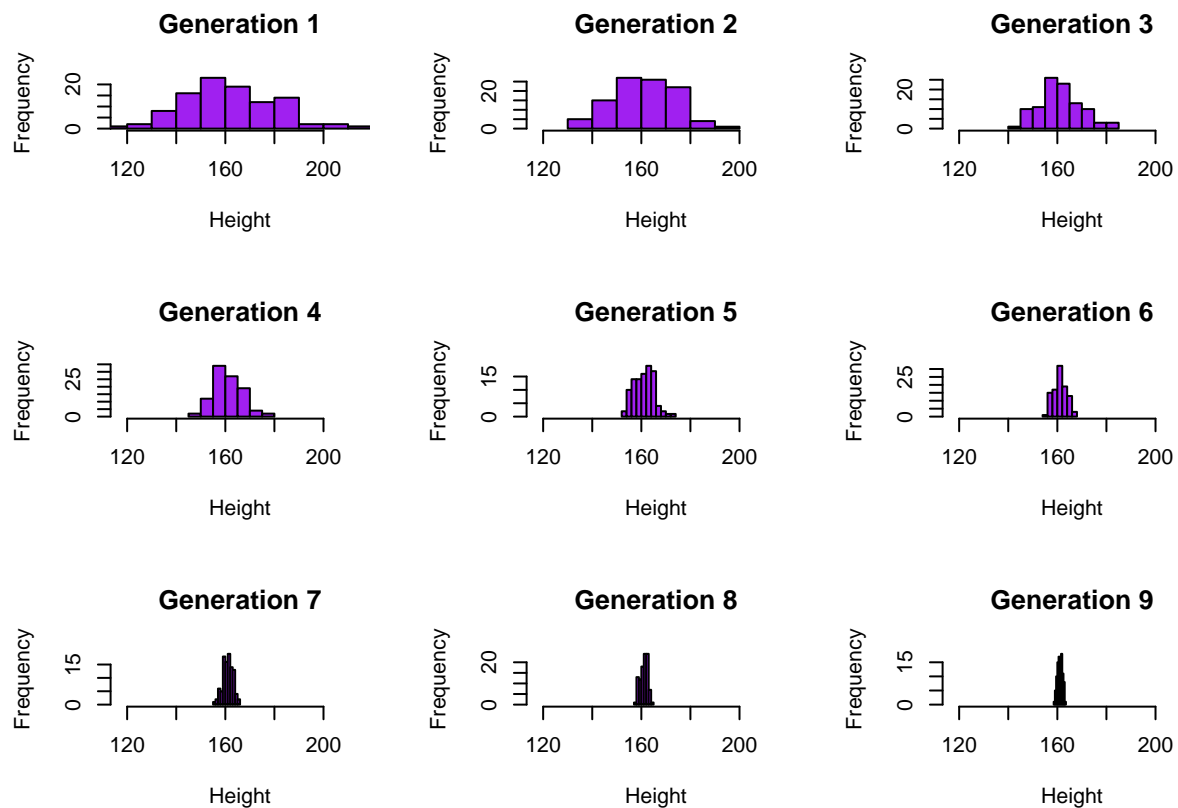 Generation 1
Frequency
0 20
120 160 200
Height
Generation 2
Frequency
0 20
120 160 200
Height
Generation 3
Frequency
0 20
120 160 200
Height
Generation 4
Frequency
0 25
120 160 200
Height
Generation 5
Frequency
0 15
120 160 200
Height
Generation 6
Frequency
0 25
120 160 200
Height
Generation 7
Frequency
0 15
120 160 200
Height
Generation 8
Frequency
0 20
120 160 200
Height
Generation 9
Frequency
0 15
120 160 200
Height